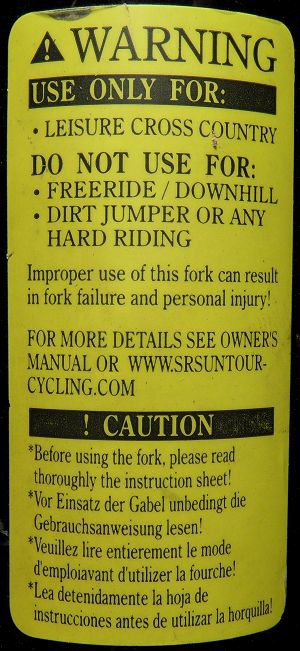 ⚠ WARNING
USE ONLY FOR:
• LEISURE CROSS COUNTRY
DO NOT USE FOR:
• FREERIDE / DOWNHILL
• DIRT JUMPER OR ANY
HARD RIDING
Improper use of this fork can result
in fork failure and personal injury!
FOR MORE DETAILS SEE OWNER'S
MANUAL OR WWW.SRSUNTOUR-
CYCLING.COM
! CAUTION
*Before using the fork, please read
thoroughly the instruction sheet!
*Vor Einsatz der Gabel unbedingt die
Gebrauchsanweisung lesen!
*Veuillez lire entierement le mode
d'emploiavant d'utilizer la fourche!
*Lea detenidamente la hoja de
instrucciones antes de utilizar la horquilla!